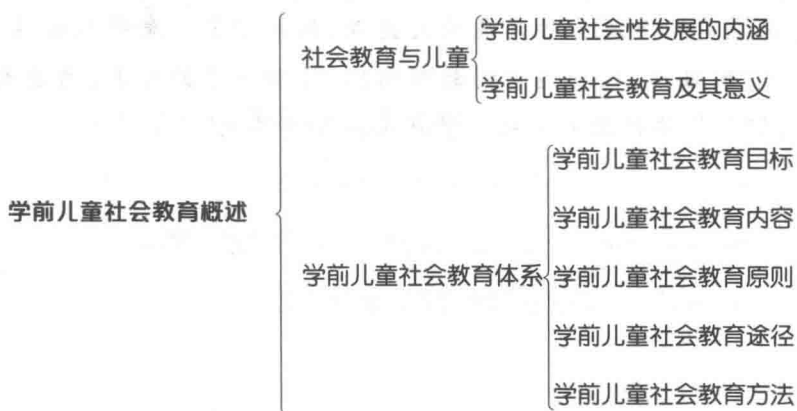 学前儿童社会教育概述
社会教育与儿童
学前儿童社会性发展的内涵
学前儿童社会教育及其意义
学前儿童社会教育体系
学前儿童社会教育目标
学前儿童社会教育内容
学前儿童社会教育原则
学前儿童社会教育途径
学前儿童社会教育方法